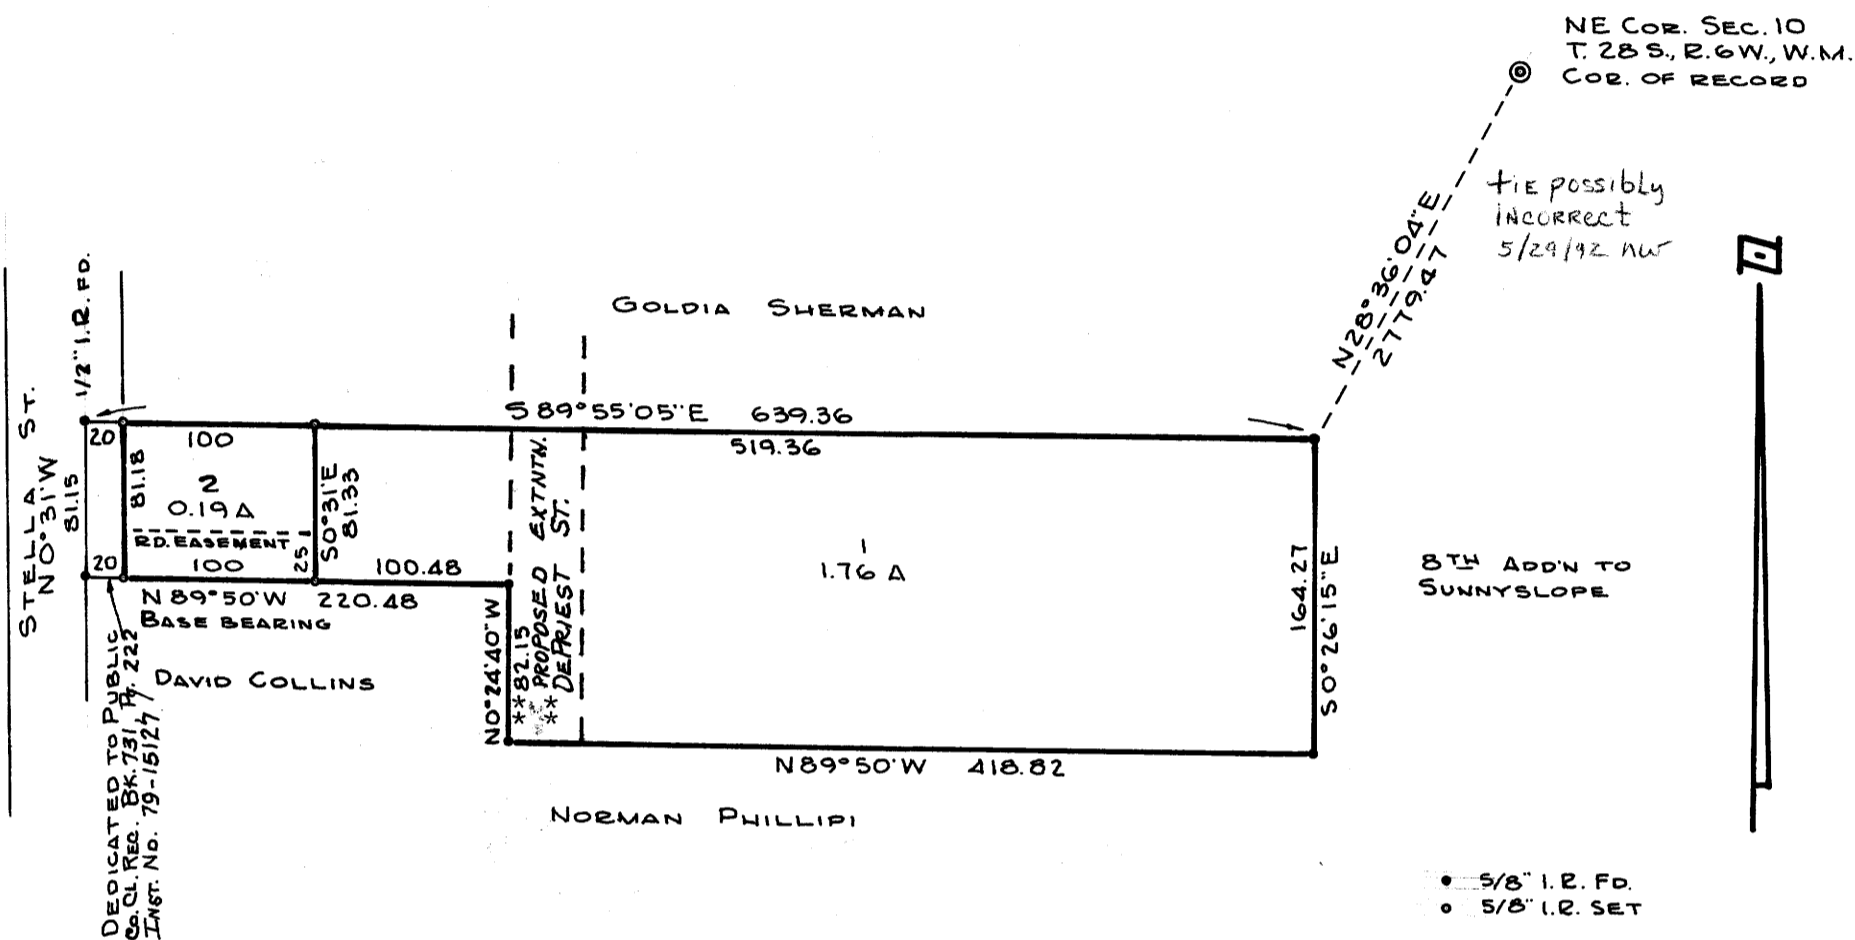 NE COR. SEC. 10
T. 28 S., R. 6 W., W.M.
COR. OF RECORD
TIE POSSIBLY
INCORRECT
5/29/92 NW
N28°36'04"E
2779.47
GOLDIA SHERMAN
1/2" I.R. FD.
STELLA ST.
N0°31'W
81.15
S 89°55'05"E 639.36
519.36
20
100
81.18
2
0.19 A
RD. EASEMENT
25
S0°31'E
81.33
20
100
100.48
N 89°50'W 220.48
BASE BEARING
DAVID COLLINS
DEDICATED TO PUBLIC
Co. CL. REC. BK. 731, Pg. 222
INST. No. 79-15127
N0°24'40"W
**82.15
** PROPOSED EXTNTN.
DEPRIEST ST.
1
1.76 A
164.27
S0°26'15"E
8TH ADD'N TO
SUNNYSLOPE
N89°50'W 418.82
NORMAN PHILLIPI
5/8" I.R. FD.
5/8" I.R. SET